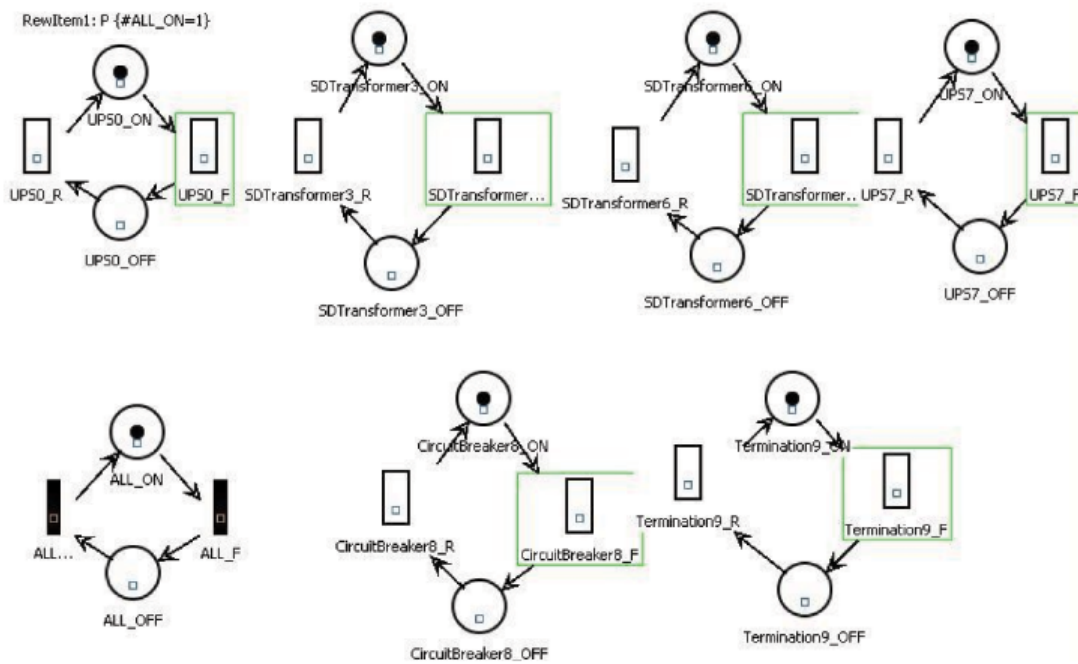 RewItem1: P {#ALL_ON=1}
UPS0_ON
UPS0_R
UPS0_F
UPS0_OFF
SDTransformer3_ON
SDTransformer3_R
SDTransformer...
SDTransformer3_OFF
SDTransformer6_ON
SDTransformer6_R
SDTransformer..
SDTransformer6_OFF
UPS7_ON
UPS7_R
UPS7_F
UPS7_OFF
ALL_ON
ALL...
ALL_F
ALL_OFF
CircuitBreaker8_ON
CircuitBreaker8_R
CircuitBreaker8_F
CircuitBreaker8_OFF
Termination9_ON
Termination9_R
Termination9_F
Termination9_OFF